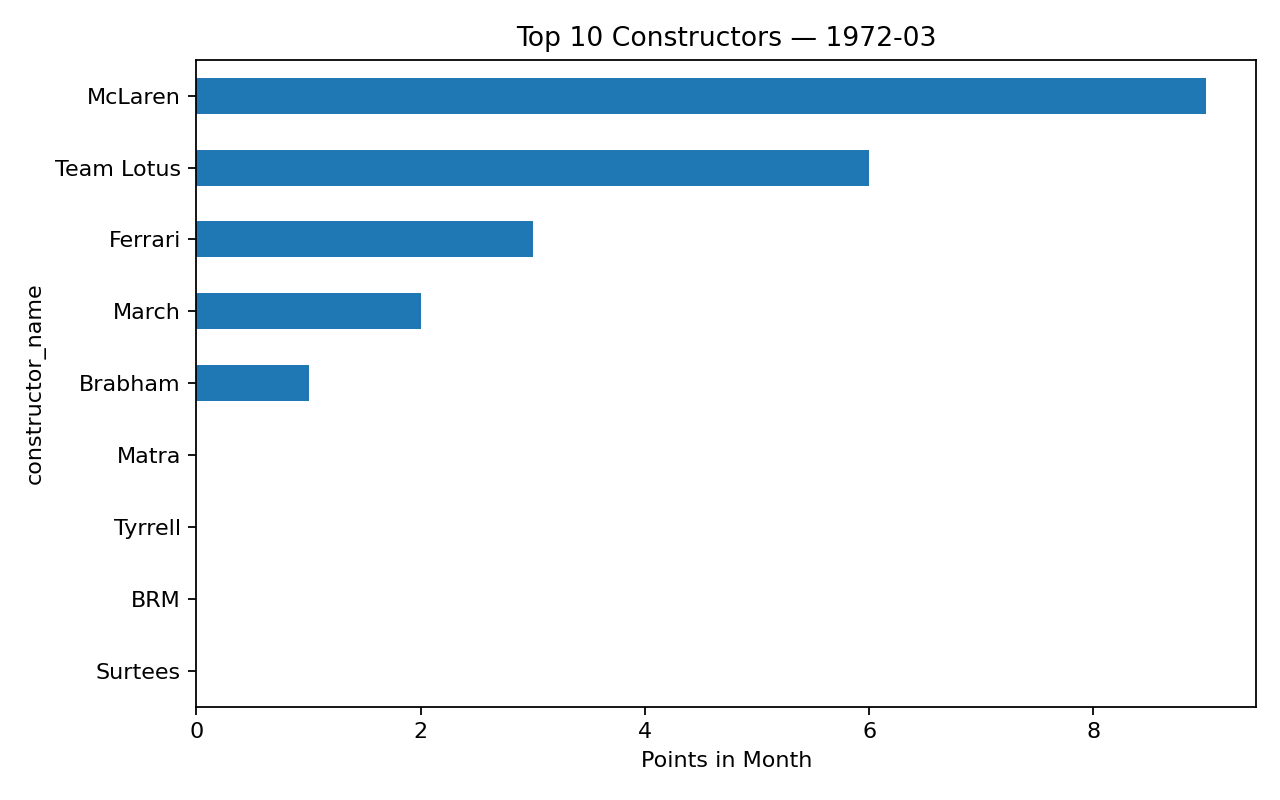 Top 10 Constructors — 1972-03
McLaren
Team Lotus
Ferrari
March
Brabham
Matra
Tyrrell
BRM
Surtees
constructor_name
0 2 4 6 8
Points in Month